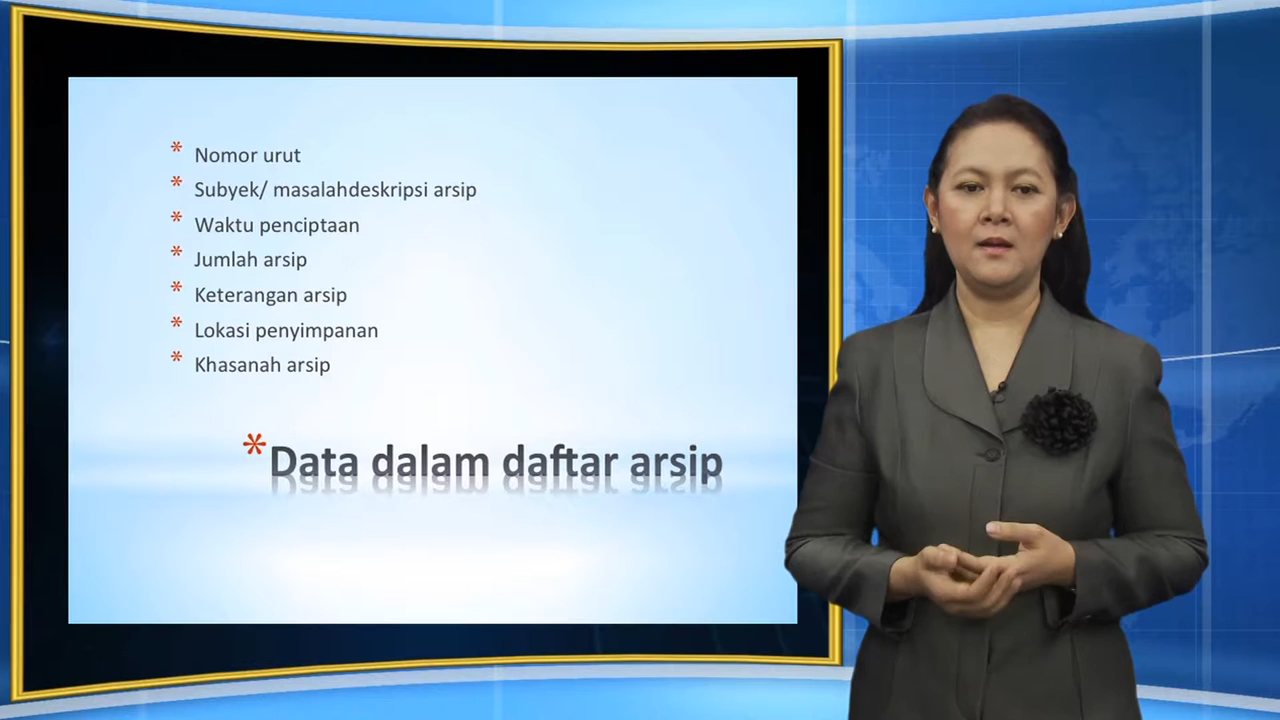 * Nomor urut
* Subyek/ masalahdeskripsi arsip
* Waktu penciptaan
* Jumlah arsip
* Keterangan arsip
* Lokasi penyimpanan
* Khasanah arsip
*Data dalam daftar arsip